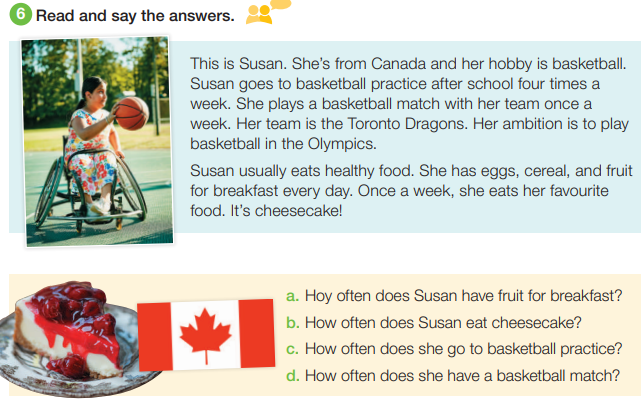 6 Read and say the answers.
This is Susan. She's from Canada and her hobby is basketball.
Susan goes to basketball practice after school four times a
week. She plays a basketball match with her team once a
week. Her team is the Toronto Dragons. Her ambition is to play
basketball in the Olympics.
Susan usually eats healthy food. She has eggs, cereal, and fruit
for breakfast every day. Once a week, she eats her favourite
food. It's cheesecake!
a. Hoy often does Susan have fruit for breakfast?
b. How often does Susan eat cheesecake?
c. How often does she go to basketball practice?
d. How often does she have a basketball match?